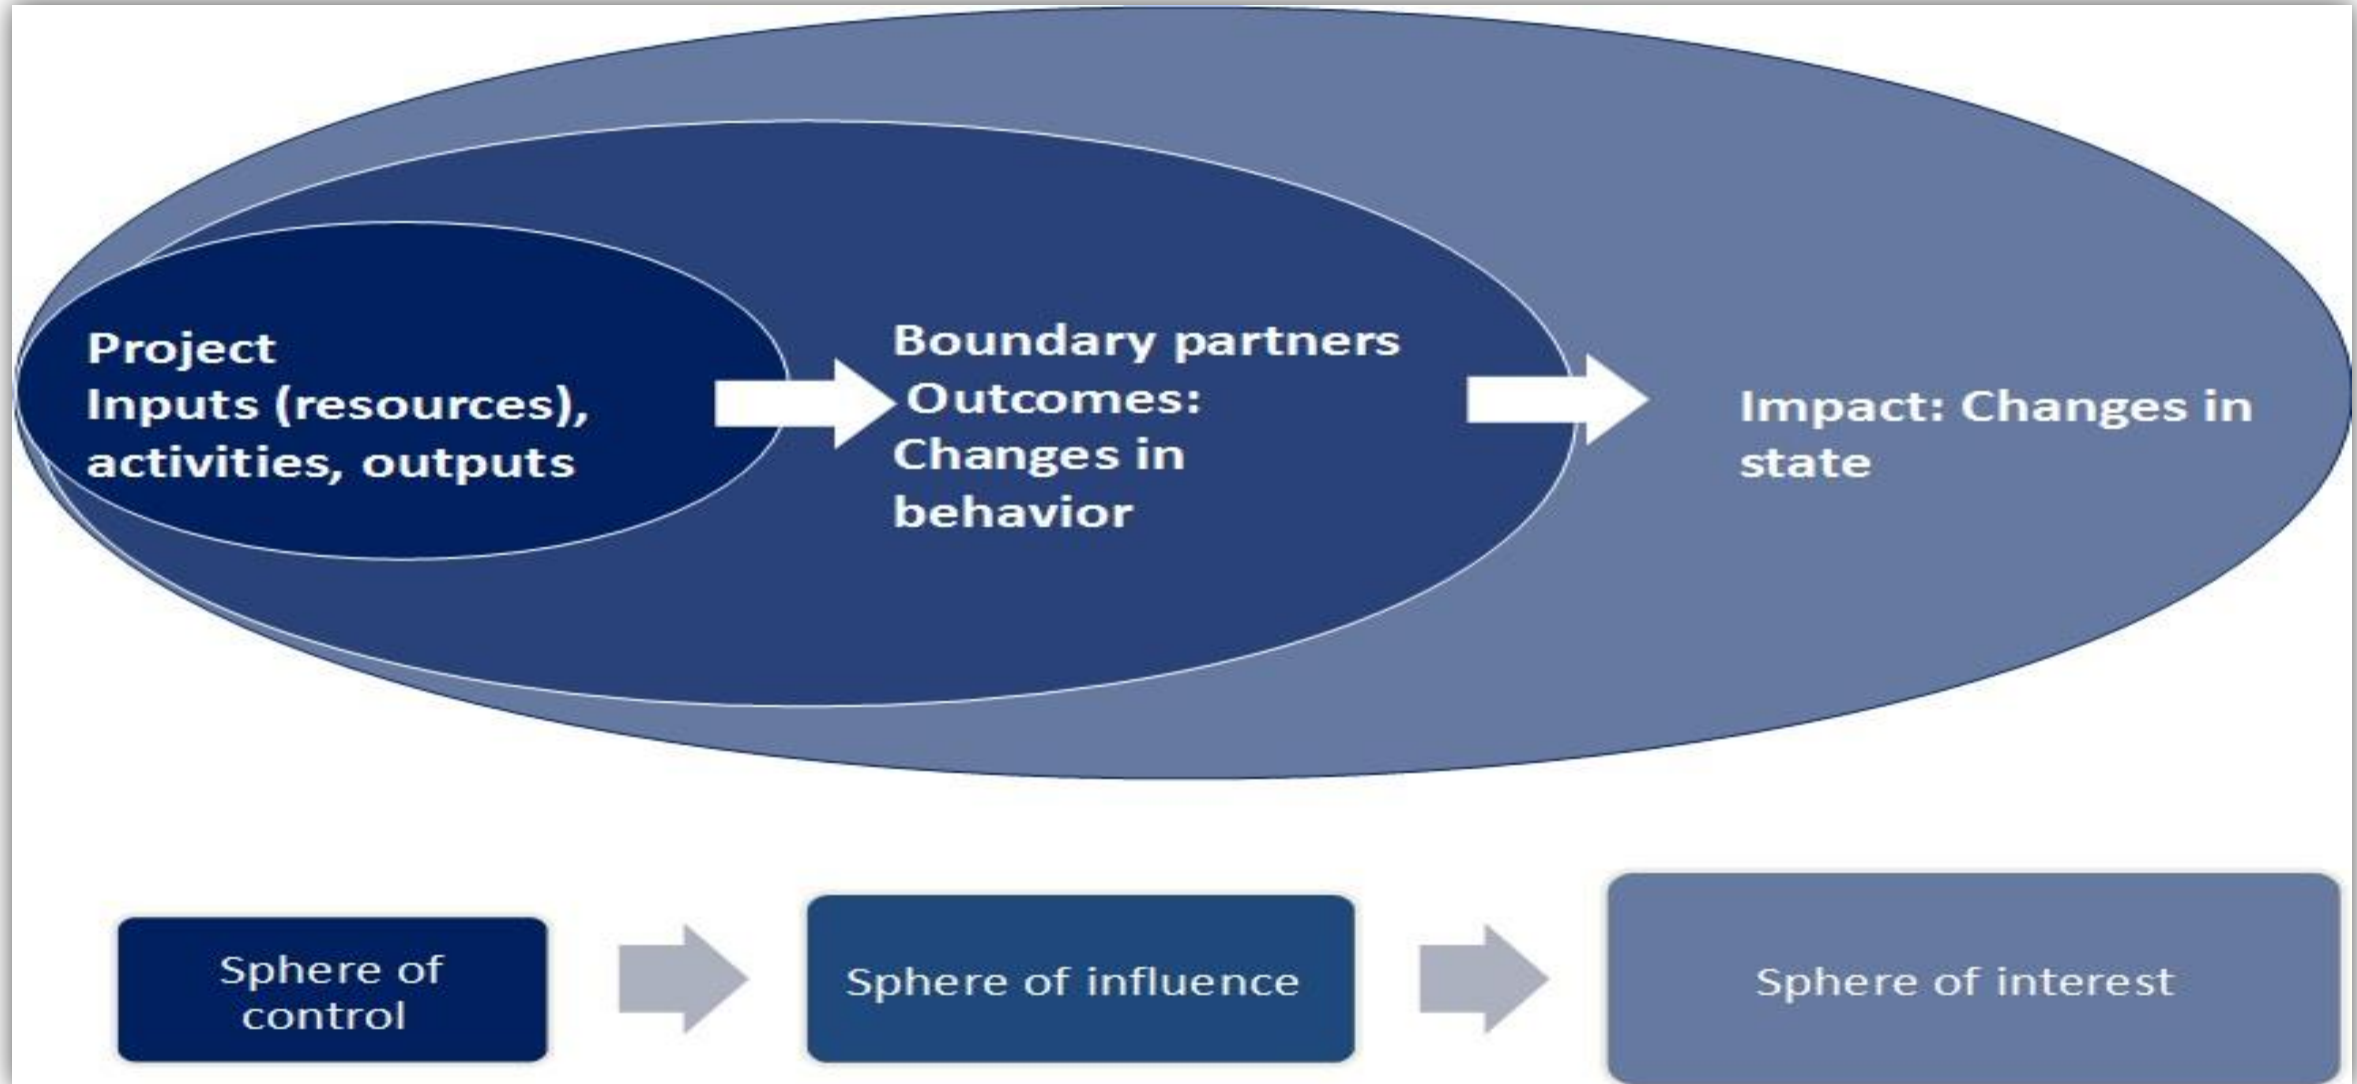 Project
Inputs (resources),
activities, outputs
Boundary partners
Outcomes:
Changes in
behavior
Impact: Changes in
state
Sphere of
control
Sphere of influence
Sphere of interest